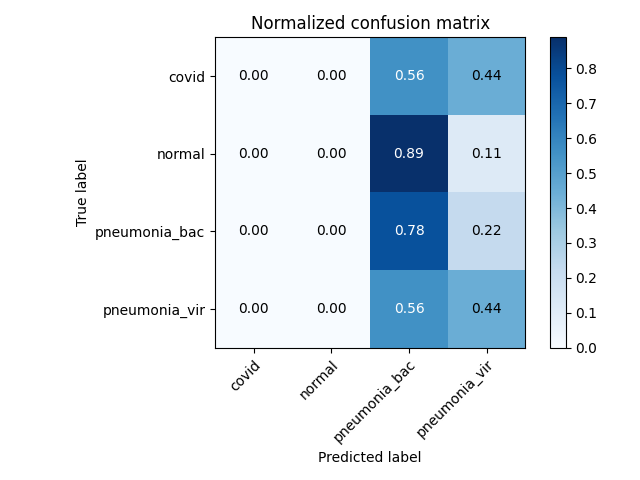 Normalized confusion matrix
True label
covid 0.00 0.00 0.56 0.44
normal 0.00 0.00 0.89 0.11
pneumonia_bac 0.00 0.00 0.78 0.22
pneumonia_vir 0.00 0.00 0.56 0.44
covid normal pneumonia_bac pneumonia_vir
Predicted label
0.8
0.7
0.6
0.5
0.4
0.3
0.2
0.1
0.0